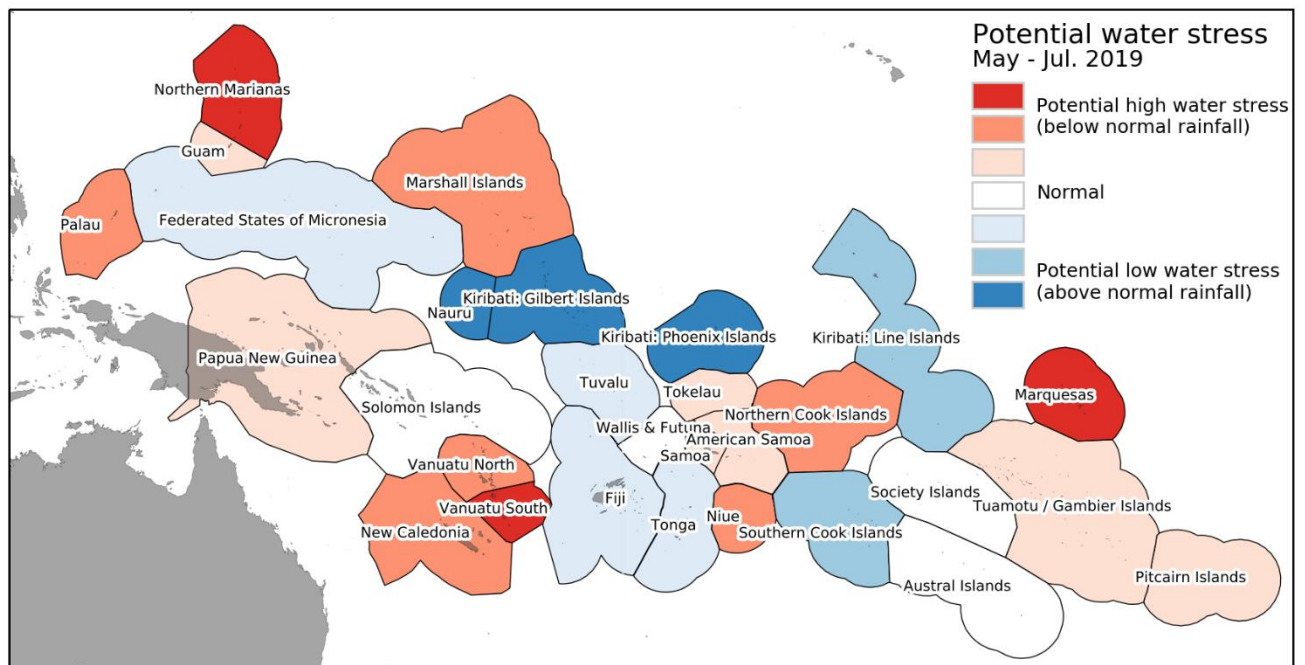 Potential water stress
May - Jul. 2019
Potential high water stress
(below normal rainfall)
Normal
Potential low water stress
(above normal rainfall)
Northern Marianas
Guam
Marshall Islands
Palau
Federated States of Micronesia
Nauru
Kiribati: Gilbert Islands
Kiribati: Phoenix Islands
Kiribati: Line Islands
Papua New Guinea
Tuvalu
Tokelau
Marquesas
Solomon Islands
Northern Cook Islands
Wallis & Futuna
American Samoa
Samoa
Vanuatu North
Society Islands
Fiji
Vanuatu South
Tuamotu / Gambier Islands
Niue
Tonga
New Caledonia
Southern Cook Islands
Pitcairn Islands
Austral Islands